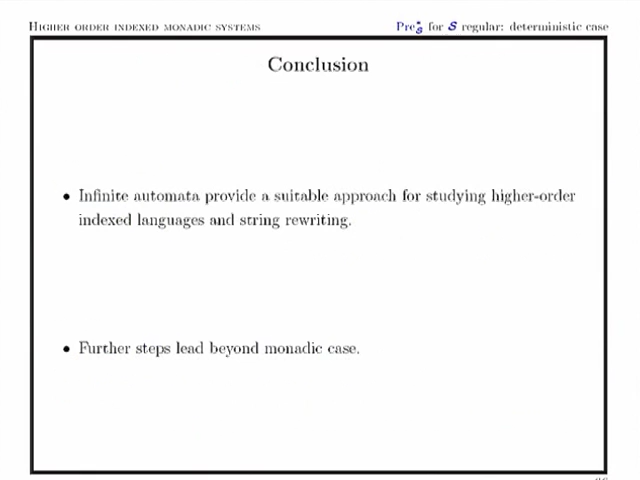 Higher order indexed monadic systems
Pre*S for S regular: deterministic case
Conclusion
• Infinite automata provide a suitable approach for studying higher-order
indexed languages and string rewriting.
• Further steps lead beyond monadic case.